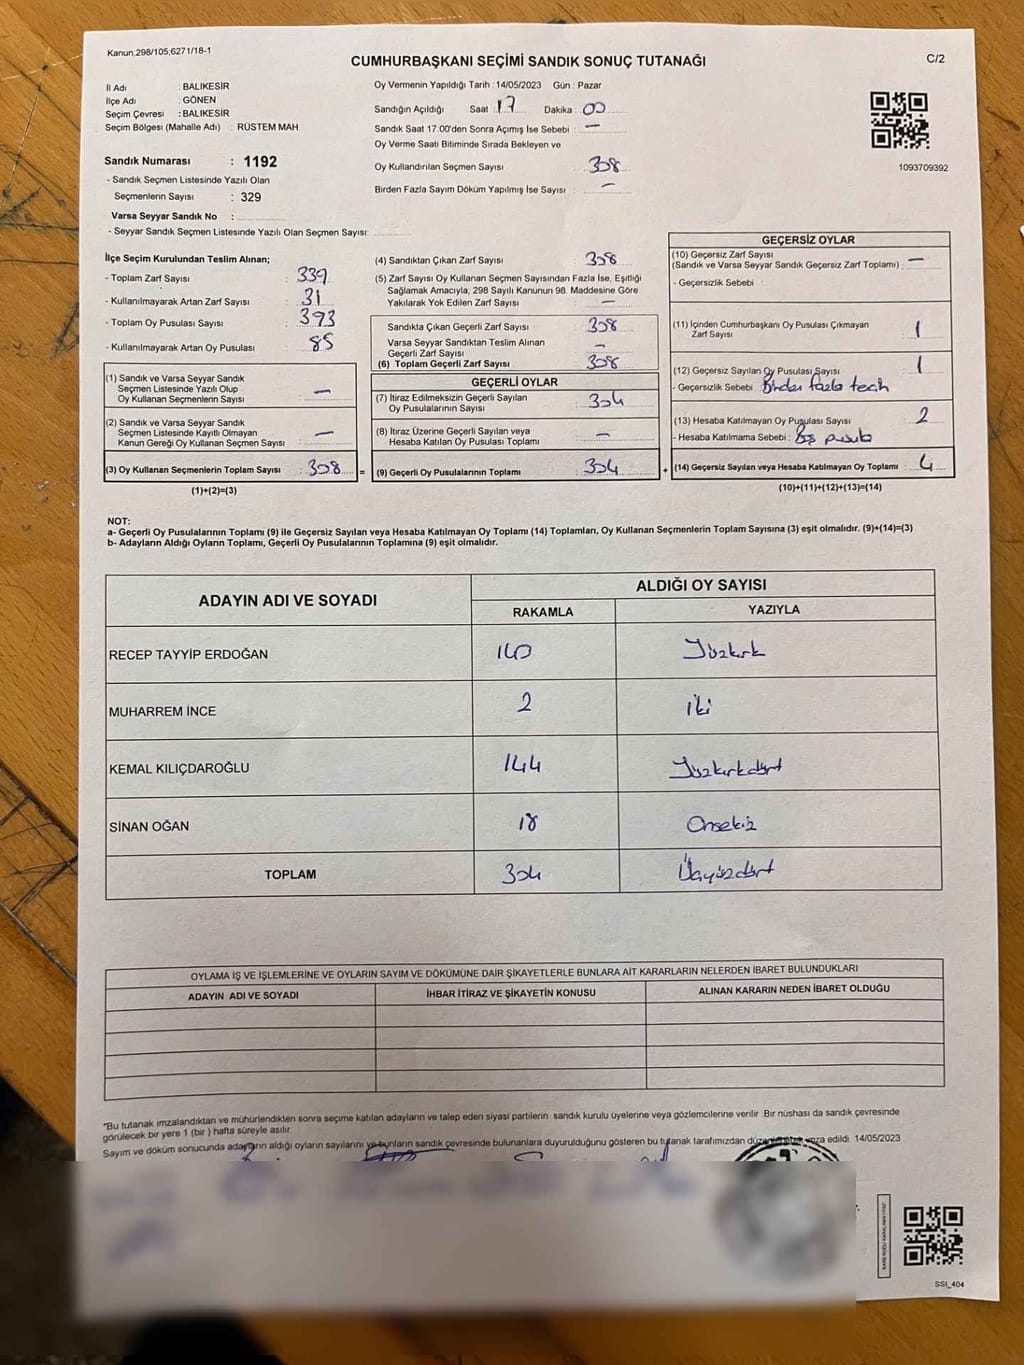 Kanun,298/105,6271/18-1
CUMHURBAŞKANI SEÇİMİ SANDIK SONUÇ TUTANAĞI
C/2
İl Adı : BALIKESİR
İlçe Adı : GÖNEN
Seçim Çevresi : BALIKESİR
Seçim Bölgesi (Mahalle Adı) : RÜSTEM MAH
Sandık Numarası : 1192
- Sandık Seçmen Listesinde Yazılı Olan
Seçmenlerin Sayısı : 329
Varsa Seyyar Sandık No :
- Seyyar Sandık Seçmen Listesinde Yazılı Olan Seçmen Sayısı:
Oy Vermenin Yapıldığı Tarih : 14/05/2023 Gün : Pazar
Sandığın Açıldığı Saat : 17 Dakika : 00
Sandık Saat 17.00'den Sonra Açımış İse Sebebi : —
Oy Verme Saati Bitiminde Sırada Bekleyen ve
Oy Kullandırılan Seçmen Sayısı : 308
Birden Fazla Sayım Döküm Yapılmış İse Sayısı : —
1093709392
İlçe Seçim Kurulundan Teslim Alınan;
- Toplam Zarf Sayısı : 339
- Kullanılmayarak Artan Zarf Sayısı : 31
- Toplam Oy Pusulası Sayısı : 393
- Kullanılmayarak Artan Oy Pusulası : 85
(1) Sandık ve Varsa Seyyar Sandık
Seçmen Listesinde Yazılı Olup
Oy Kullanan Seçmenlerin Sayısı : —
(2) Sandık ve Varsa Seyyar Sandık
Seçmen Listesinde Kayıtlı Olmayan
Kanun Gereği Oy Kullanan Seçmen Sayısı : —
(3) Oy Kullanan Seçmenlerin Toplam Sayısı : 308 =
(1)+(2)=(3)
(4) Sandıktan Çıkan Zarf Sayısı : 308
(5) Zarf Sayısı Oy Kullanan Seçmen Sayısından Fazla İse, Eşitliği
Sağlamak Amacıyla, 298 Sayılı Kanunun 98. Maddesine Göre
Yakılarak Yok Edilen Zarf Sayısı : —
Sandıkta Çıkan Geçerli Zarf Sayısı : 308
Varsa Seyyar Sandıktan Teslim Alınan
Geçerli Zarf Sayısı : —
(6) Toplam Geçerli Zarf Sayısı : 308
GEÇERLİ OYLAR
(7) İtiraz Edilmeksizin Geçerli Sayılan
Oy Pusulalarının Sayısı : 304
(8) İtiraz Üzerine Geçerli Sayılan veya
Hesaba Katılan Oy Pusulası Toplamı : —
(9) Geçerli Oy Pusulalarının Toplamı : 304 +
GEÇERSİZ OYLAR
(10) Geçersiz Zarf Sayısı
(Sandık ve Varsa Seyyar Sandık Geçersiz Zarf Toplamı) : —
- Geçersizlik Sebebi :
(11) İçinden Cumhurbaşkanı Oy Pusulası Çıkmayan
Zarf Sayısı : 1
(12) Geçersiz Sayılan Oy Pusulası Sayısı : 1
- Geçersizlik Sebebi : Birden fazla tercih
(13) Hesaba Katılmayan Oy Pusulası Sayısı : 2
- Hesaba Katılmama Sebebi : Boş pusula
(14) Geçersiz Sayılan veya Hesaba Katılmayan Oy Toplamı : 4
(10)+(11)+(12)+(13)=(14)
NOT:
a- Geçerli Oy Pusulalarının Toplamı (9) ile Geçersiz Sayılan veya Hesaba Katılmayan Oy Toplamı (14) Toplamları, Oy Kullanan Seçmenlerin Toplam Sayısına (3) eşit olmalıdır. (9)+(14)=(3)
b- Adayların Aldığı Oyların Toplamı, Geçerli Oy Pusulalarının Toplamına (9) eşit olmalıdır.
ADAYIN ADI VE SOYADI
ALDIĞI OY SAYISI
RAKAMLA YAZIYLA
RECEP TAYYİP ERDOĞAN 140 Yüzkırk
MUHARREM İNCE 2 iki
KEMAL KILIÇDAROĞLU 144 Yüzkırkdört
SİNAN OĞAN 18 Onsekiz
TOPLAM 304 Üçyüzdört
OYLAMA İŞ VE İŞLEMLERİNE VE OYLARIN SAYIM VE DÖKÜMÜNE DAİR ŞİKAYETLERLE BUNLARA AİT KARARLARIN NELERDEN İBARET BULUNDUKLARI
ADAYIN ADI VE SOYADI İHBAR İTİRAZ VE ŞİKAYETİN KONUSU ALINAN KARARIN NEDEN İBARET OLDUĞU
"Bu tutanak imzalandıktan ve mühürlendikten sonra seçime katılan adayların ve talep eden siyasi partilerin. sandık kurulu üyelerine veya gözlemcilerine verilir .Bir nüshası da sandık çevresinde
görülecek bir yere 1 (bir ) hafta süreyle asılır.
Sayım ve döküm sonucunda adayların aldığı oyların sayılarını ve bunların sandık çevresinde bulunanlara duyurulduğunu gösteren bu tutanak tarafımızdan imza edildi. 14/05/2023
SSI_404